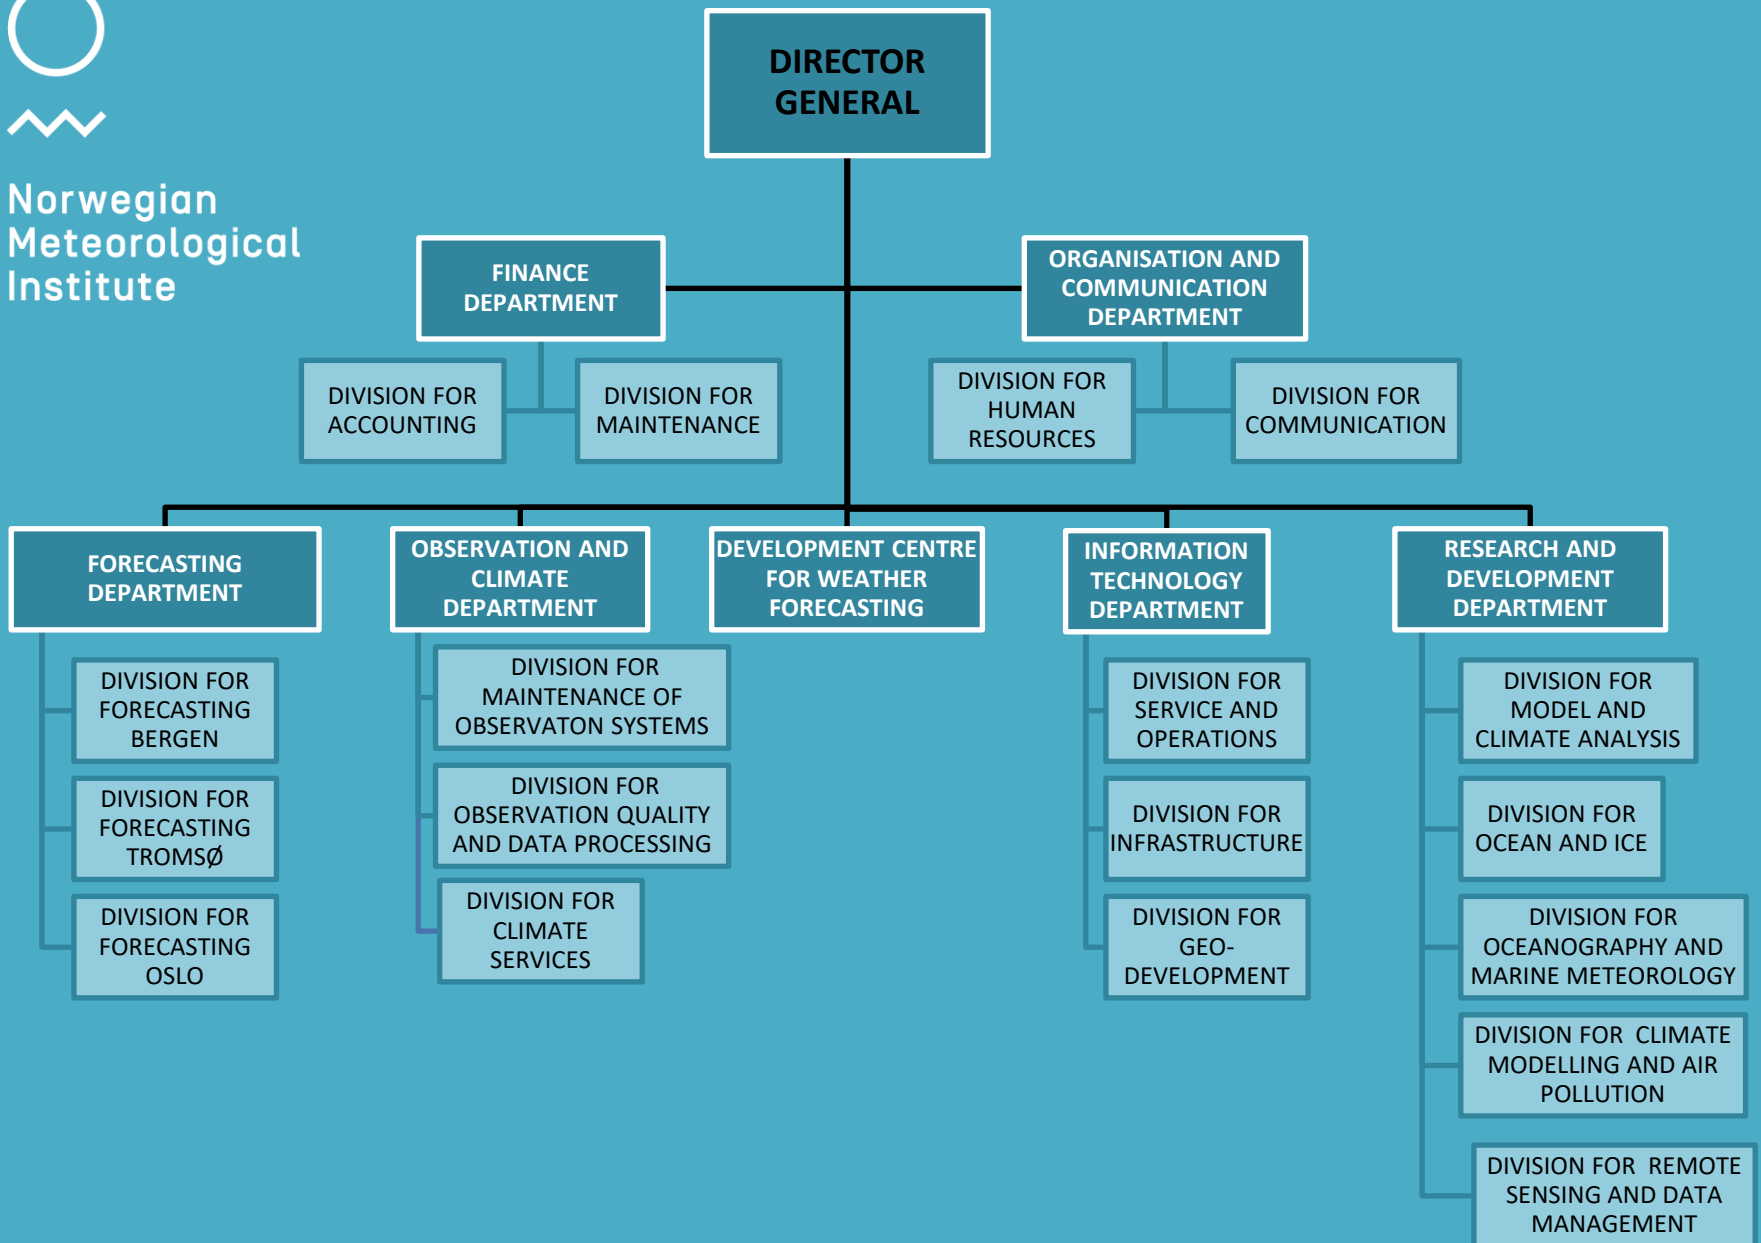 DIRECTOR
GENERAL
Norwegian
Meteorological
Institute
FINANCE
DEPARTMENT
ORGANISATION AND
COMMUNICATION
DEPARTMENT
DIVISION FOR
ACCOUNTING
DIVISION FOR
MAINTENANCE
DIVISION FOR
HUMAN
RESOURCES
DIVISION FOR
COMMUNICATION
FORECASTING
DEPARTMENT
OBSERVATION AND
CLIMATE
DEPARTMENT
DEVELOPMENT CENTRE
FOR WEATHER
FORECASTING
INFORMATION
TECHNOLOGY
DEPARTMENT
RESEARCH AND
DEVELOPMENT
DEPARTMENT
DIVISION FOR
FORECASTING
BERGEN
DIVISION FOR
FORECASTING
TROMSØ
DIVISION FOR
FORECASTING
OSLO
DIVISION FOR
MAINTENANCE OF
OBSERVATON SYSTEMS
DIVISION FOR
OBSERVATION QUALITY
AND DATA PROCESSING
DIVISION FOR
CLIMATE
SERVICES
DIVISION FOR
SERVICE AND
OPERATIONS
DIVISION FOR
INFRASTRUCTURE
DIVISION FOR
GEO-
DEVELOPMENT
DIVISION FOR
MODEL AND
CLIMATE ANALYSIS
DIVISION FOR
OCEAN AND ICE
DIVISION FOR
OCEANOGRAPHY AND
MARINE METEOROLOGY
DIVISION FOR CLIMATE
MODELLING AND AIR
POLLUTION
DIVISION FOR REMOTE
SENSING AND DATA
MANAGEMENT